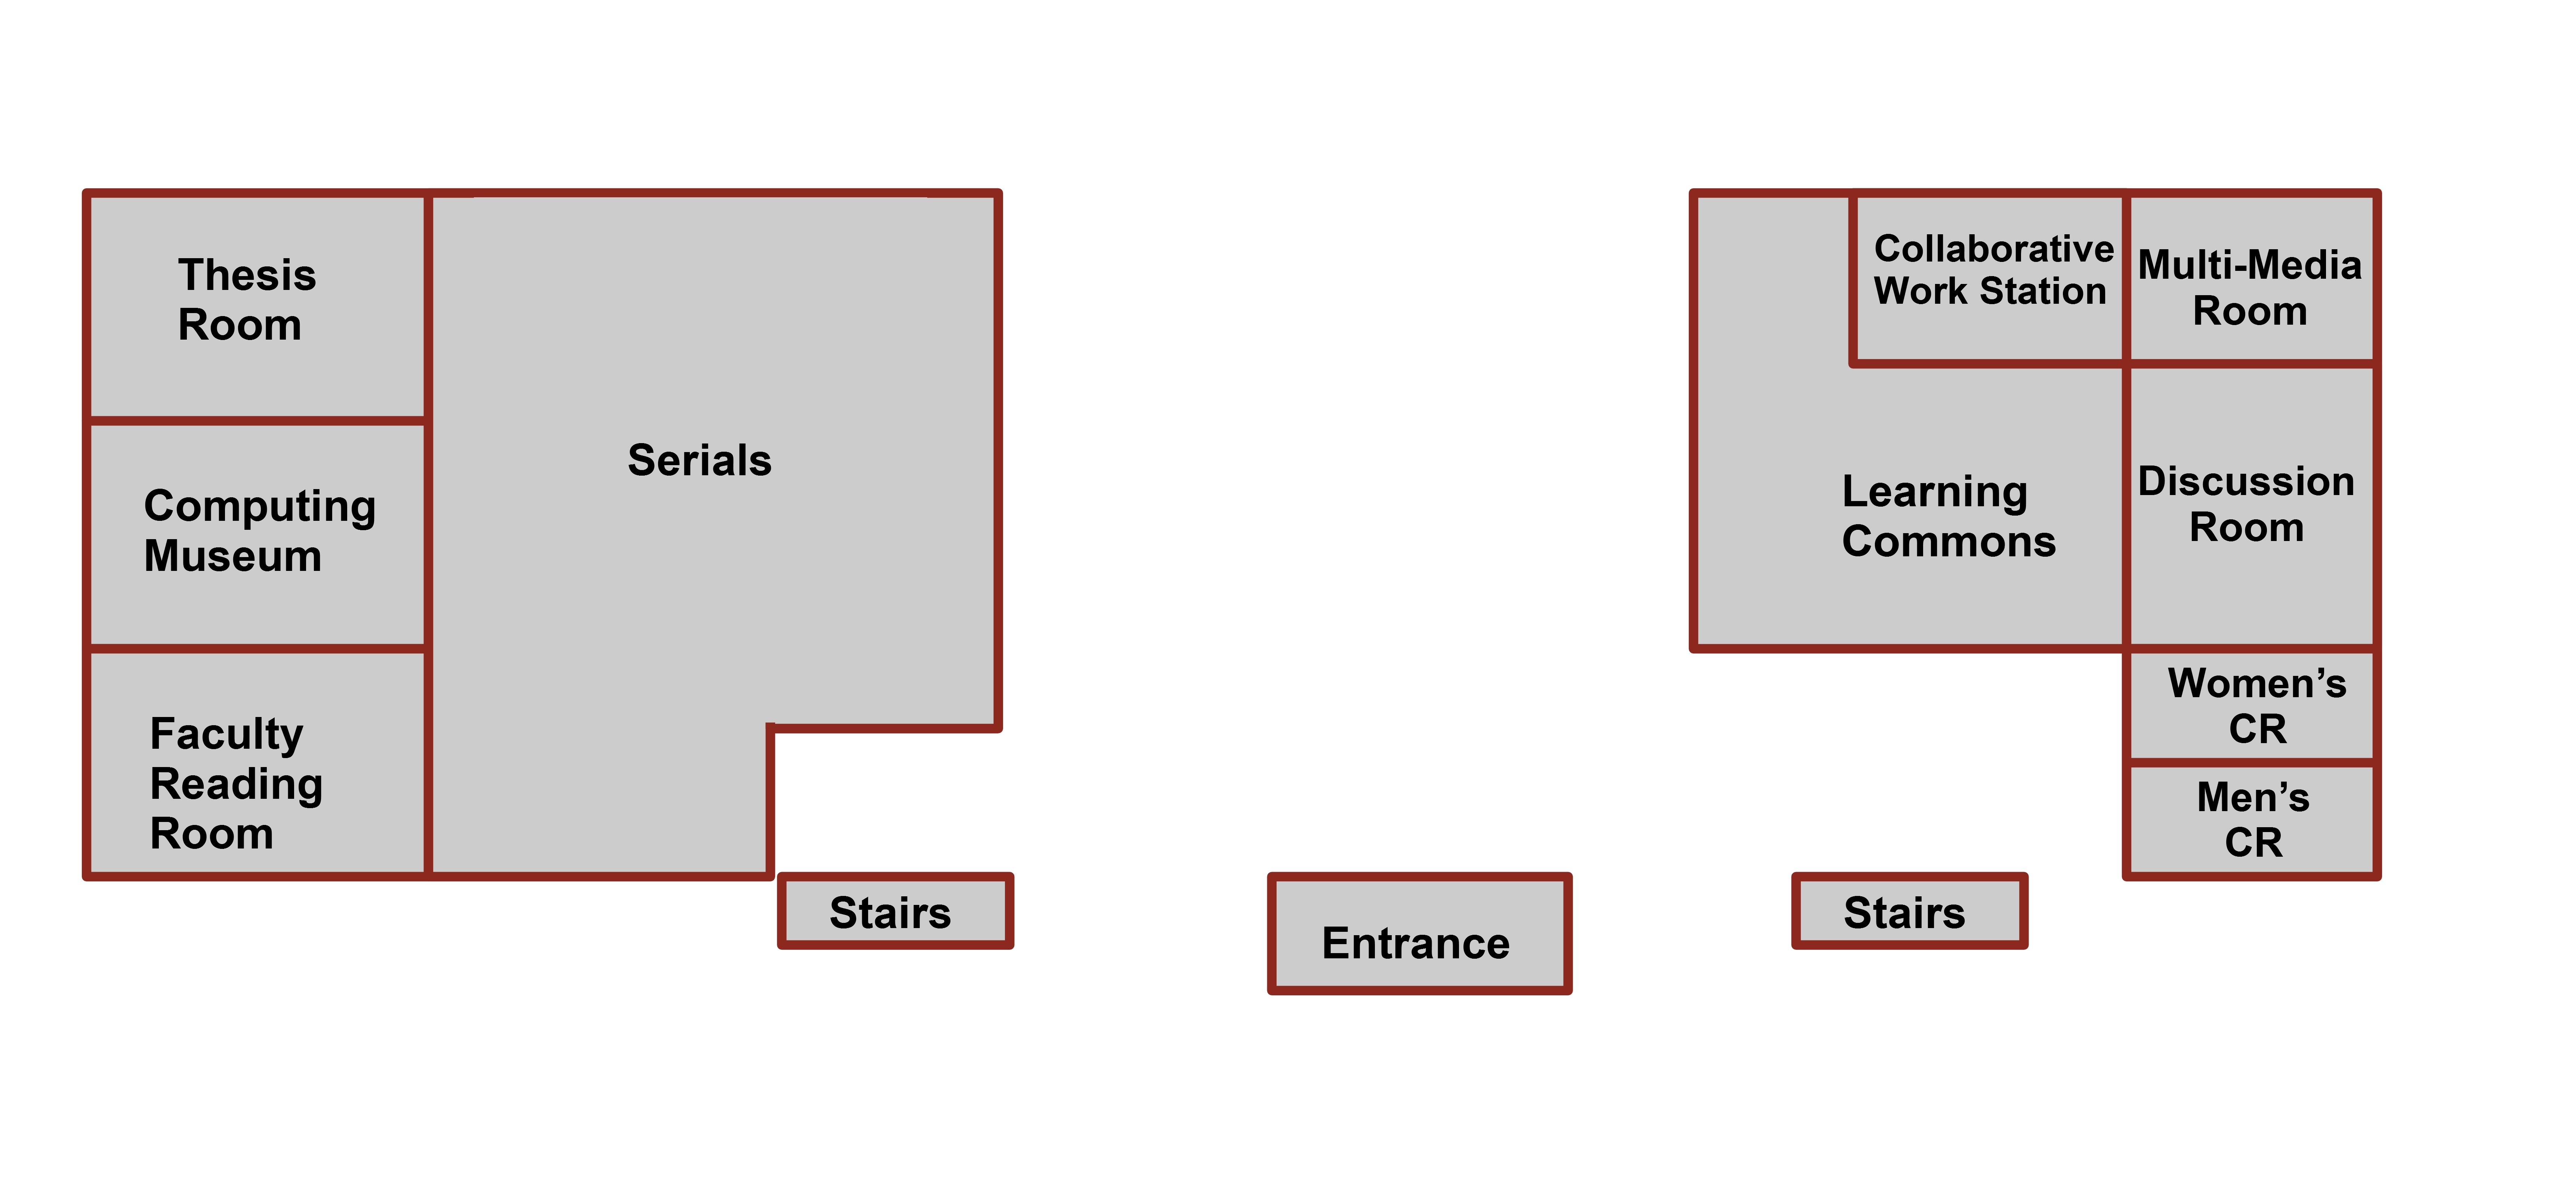 Thesis
Room
Computing
Museum
Faculty
Reading
Room
Serials
Stairs
Entrance
Stairs
Collaborative
Work Station
Multi-Media
Room
Learning
Commons
Discussion
Room
Women’s
CR
Men’s
CR